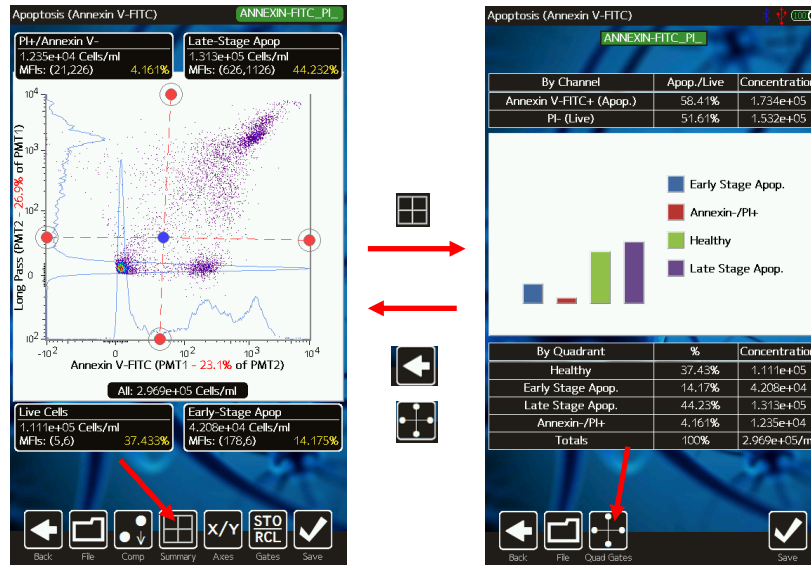 Apoptosis (Annexin V-FITC)
ANNEXIN-FITC_PI_
PI+/Annexin V-
1.235e+04 Cells/ml
MFIs: (21,226) 4.161%
Late-Stage Apop
1.313e+05 Cells/ml
MFIs: (626,1126) 44.232%
Long Pass (PMT2 - 26.9% of PMT1)
10^4
10^3
10^2
0
10^2
-10^2
0
10^2
10^3
10^4
Annexin V-FITC (PMT1 - 23.1% of PMT2)
All: 2.969e+05 Cells/ml
Live Cells
1.111e+05 Cells/ml
MFIs: (5,6) 37.433%
Early-Stage Apop
4.208e+04 Cells/ml
MFIs: (178,6) 14.175%
X/Y
STO
RCL
Back File Comp Summary Axes Gates Save
Apoptosis (Annexin V-FITC)
100
ANNEXIN-FITC_PI_
By Channel Apop./Live Concentration
Annexin V-FITC+ (Apop.) 58.41% 1.734e+05
PI- (Live) 51.61% 1.532e+05
Early Stage Apop.
Annexin-/PI+
Healthy
Late Stage Apop.
By Quadrant % Concentration
Healthy 37.43% 1.111e+05
Early Stage Apop. 14.17% 4.208e+04
Late Stage Apop. 44.23% 1.313e+05
Annexin-/PI+ 4.161% 1.235e+04
Totals 100% 2.969e+05/m
Back File Quad Gates Save